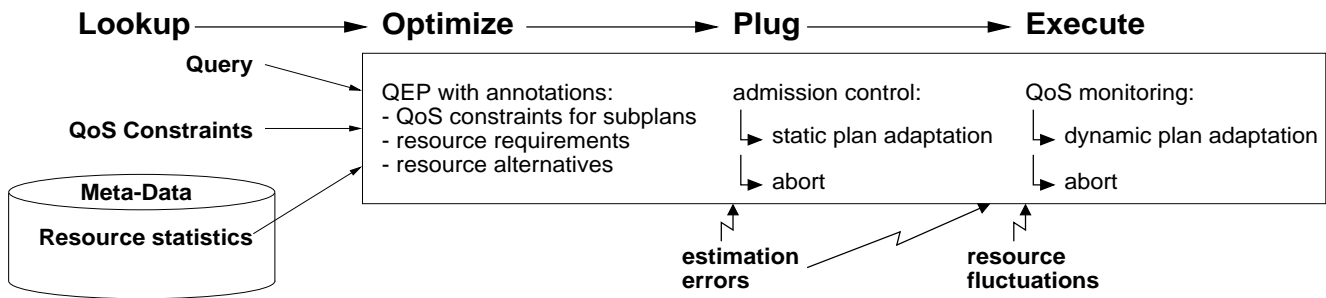 Lookup Optimize Plug Execute
Query
QEP with annotations: admission control: QoS monitoring:
- QoS constraints for subplans
QoS Constraints
- resource requirements static plan adaptation dynamic plan adaptation
- resource alternatives
abort abort
Meta-Data
Resource statistics
estimation resource
errors fluctuations